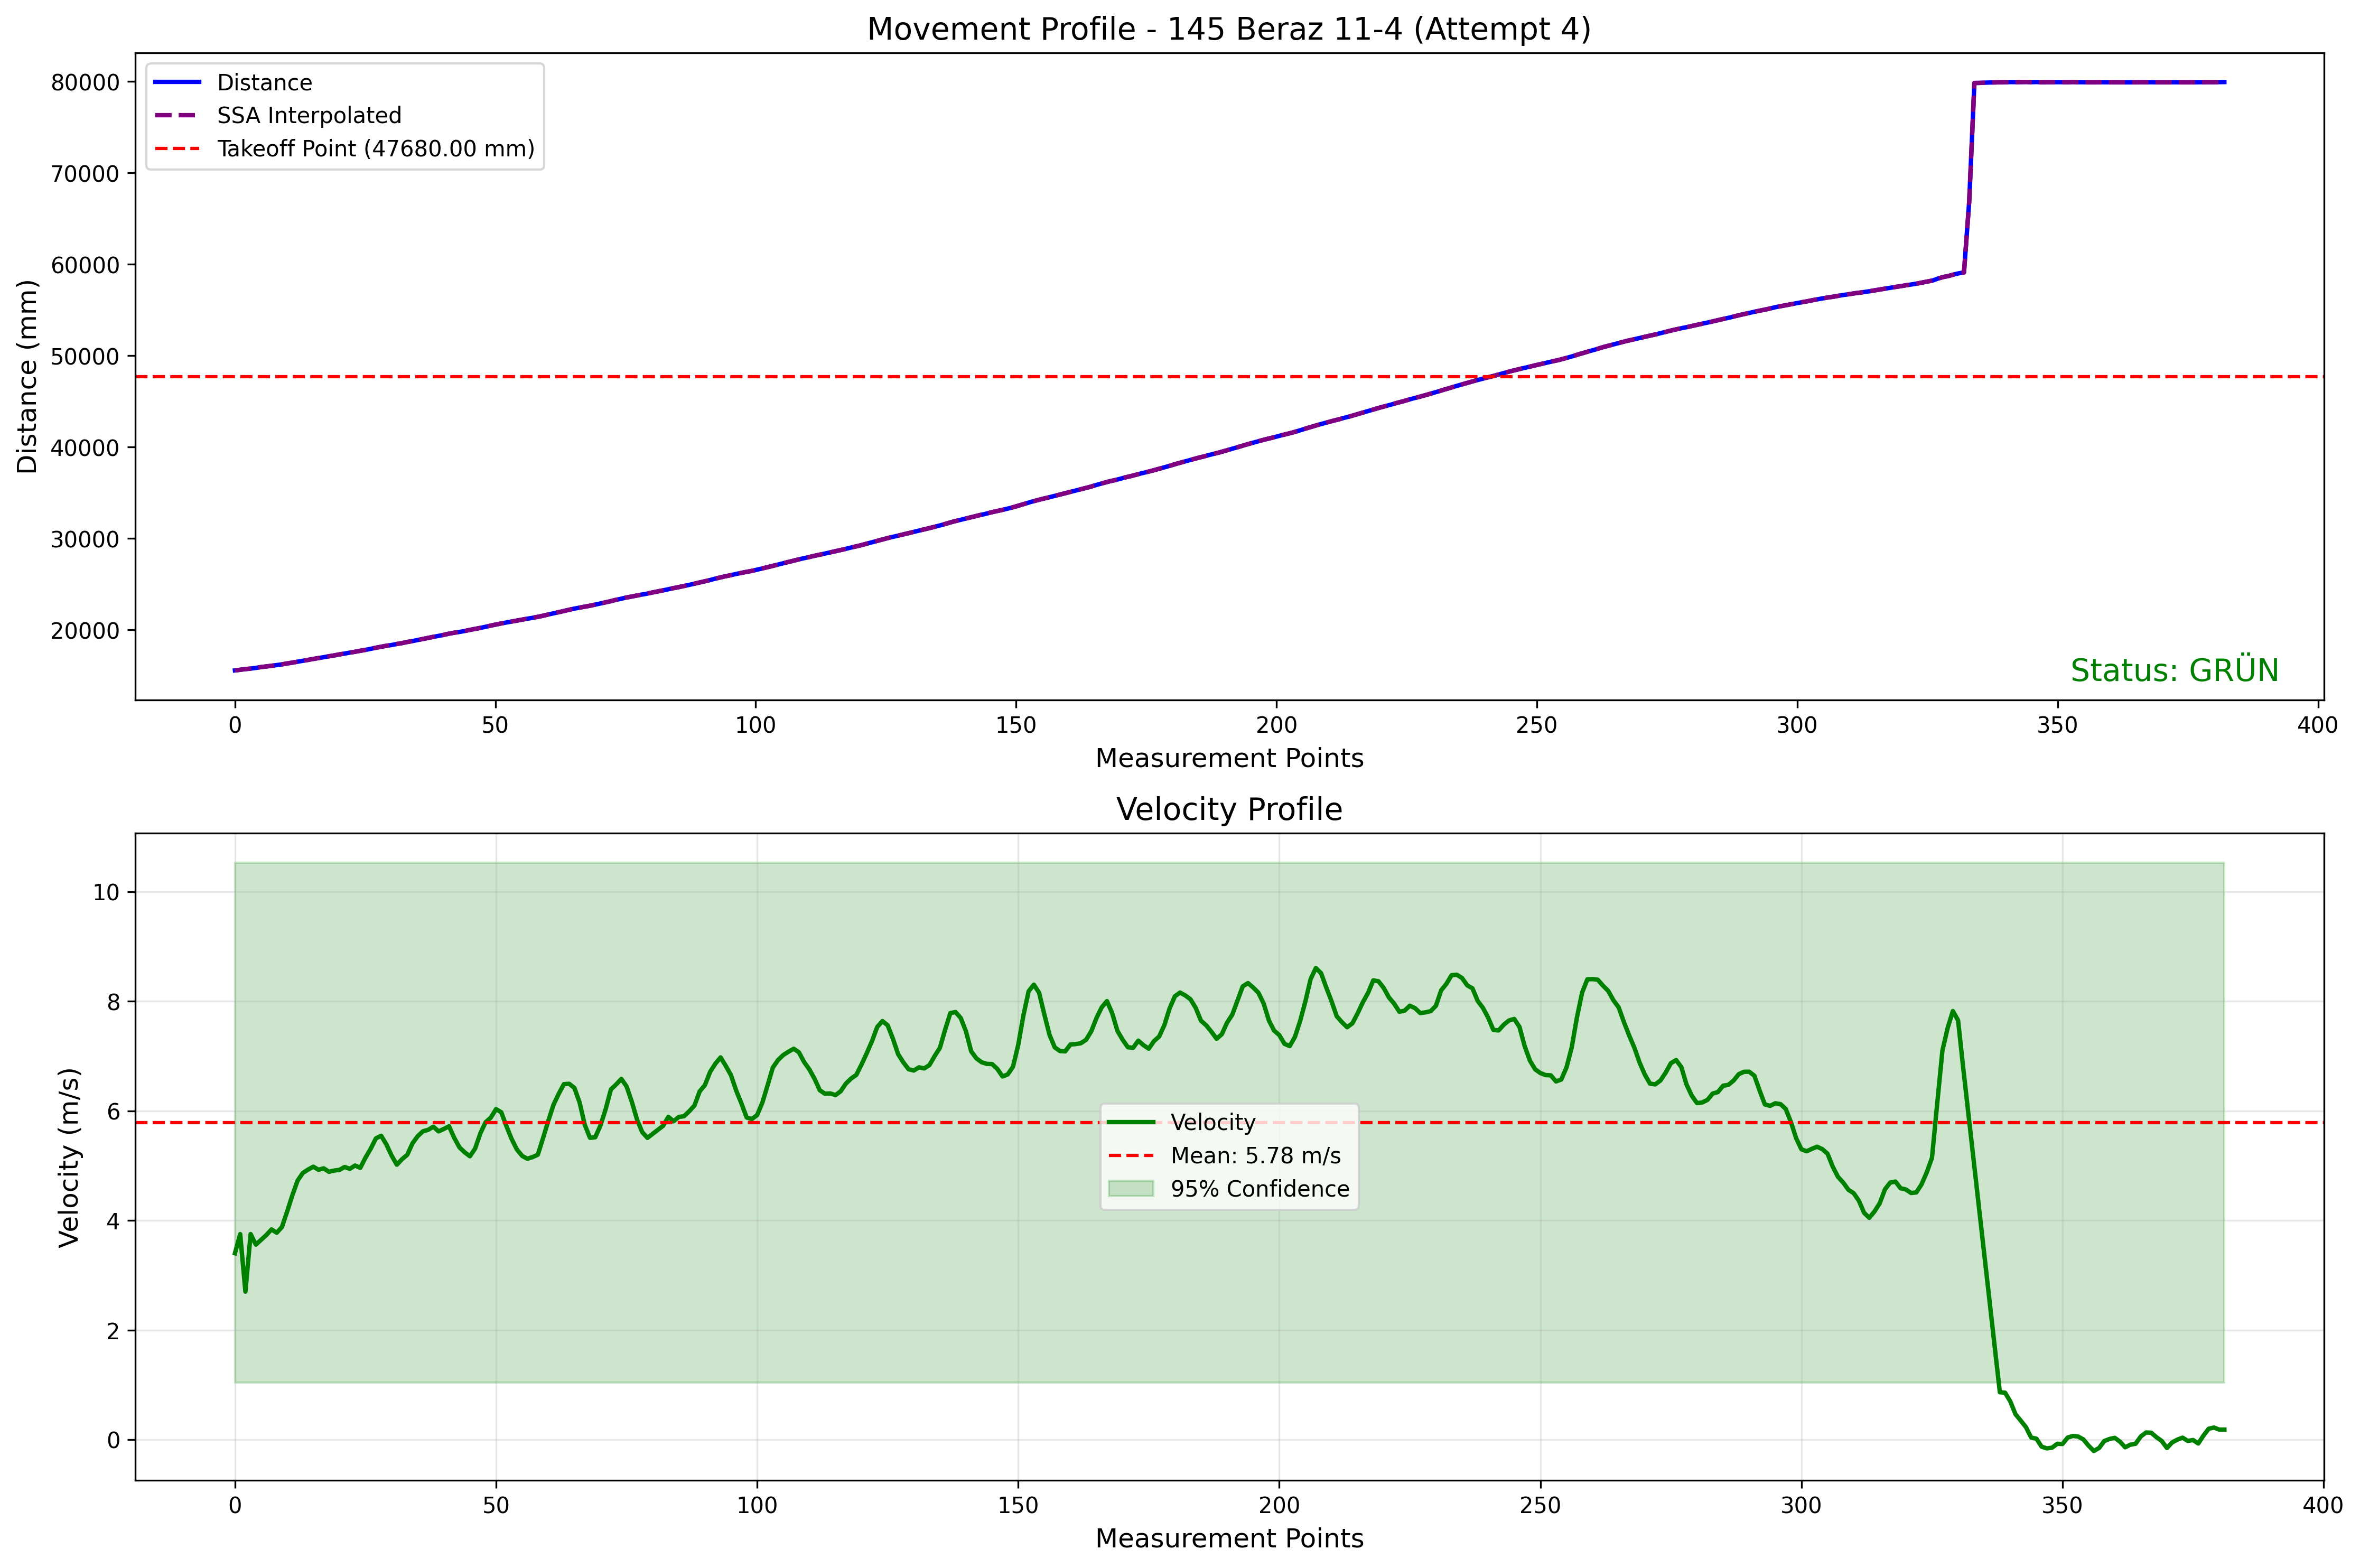 Movement Profile - 145 Beraz 11-4 (Attempt 4)
Distance
SSA Interpolated
Takeoff Point (47680.00 mm)
Distance (mm)
80000
70000
60000
50000
40000
30000
20000
Status: GRÜN
0 50 100 150 200 250 300 350 400
Measurement Points
Velocity Profile
Velocity (m/s)
10
8
6
4
2
0
Velocity
Mean: 5.78 m/s
95% Confidence
0 50 100 150 200 250 300 350 400
Measurement Points